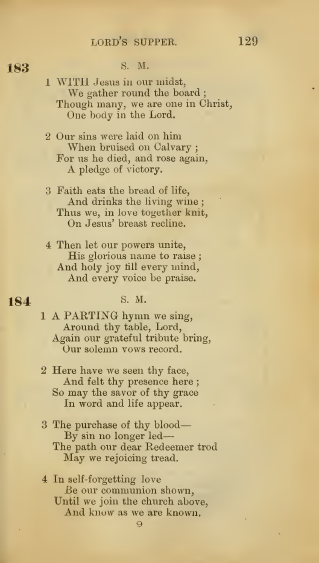 LORD'S SUPPER. 129
183 S. M.
1 WITH Jesus in our midst,
We gather round the board ;
Though many, we are one in Christ,
One body in the Lord.
2 Our sins were laid on him
When bruised on Calvary ;
For us he died, and rose again,
A pledge of victory.
3 Faith eats the bread of life,
And drinks the living wine ;
Thus we, in love together knit,
On Jesus' breast recline.
4 Then let our powers unite,
His glorious name to raise ;
And holy joy fill every mind,
And every voice be praise.
184 S. M.
1 A PARTING hymn we sing,
Around thy table, Lord,
Again our grateful tribute bring,
Our solemn vows record.
2 Here have we seen thy face,
And felt thy presence here ;
So may the savor of thy grace
In word and life appear.
3 The purchase of thy blood—
By sin no longer led—
The path our dear Redeemer trod
May we rejoicing tread.
4 In self-forgetting love
Be our communion shown,
Until we join the church above,
And know as we are known.
9